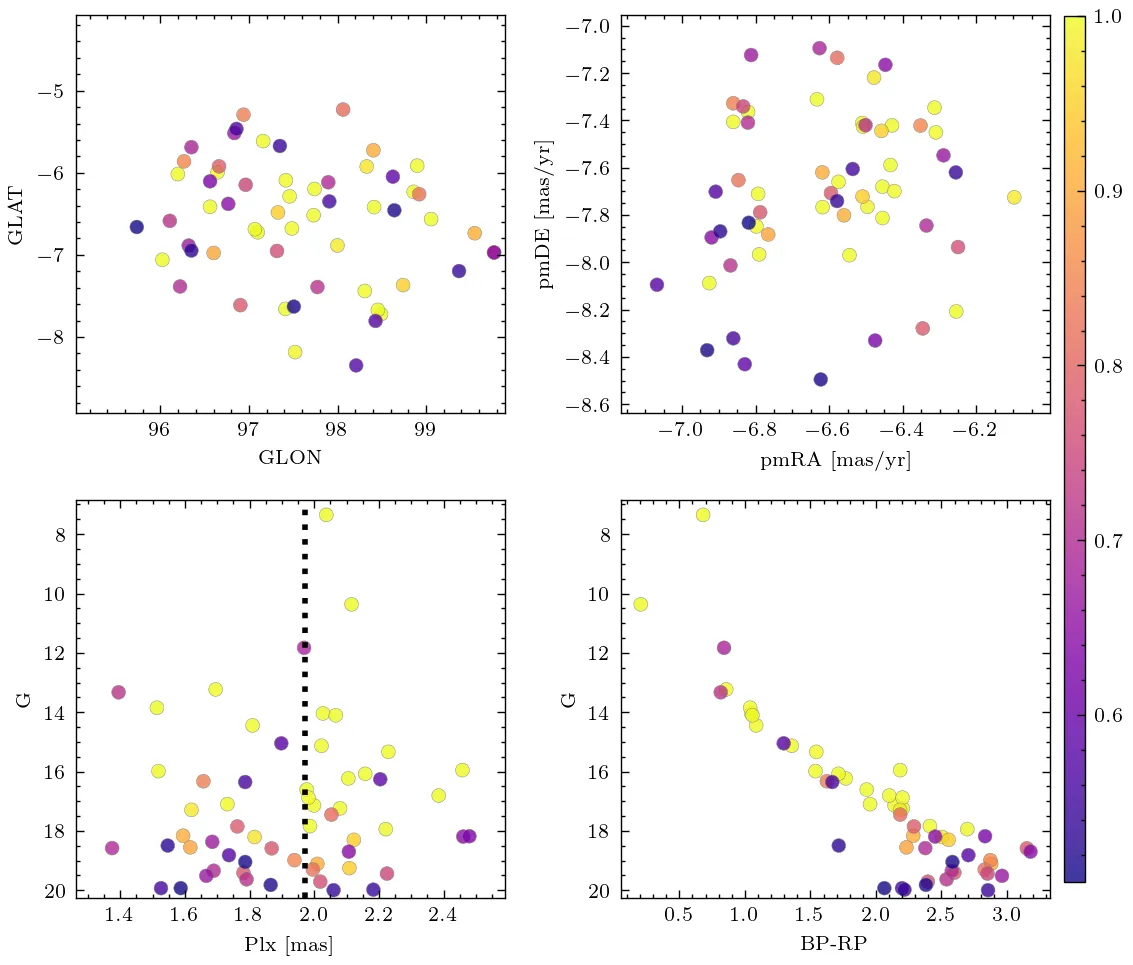 −5
−6
−7
−8
GLAT
96 97 98 99
GLON
−7.0
−7.2
−7.4
−7.6
−7.8
−8.0
−8.2
−8.4
−8.6
pmDE [mas/yr]
−7.0 −6.8 −6.6 −6.4 −6.2
pmRA [mas/yr]
1.0
0.9
0.8
0.7
0.6
8
10
12
14
16
18
20
G
1.4 1.6 1.8 2.0 2.2 2.4
Plx [mas]
8
10
12
14
16
18
20
G
0.5 1.0 1.5 2.0 2.5 3.0
BP-RP